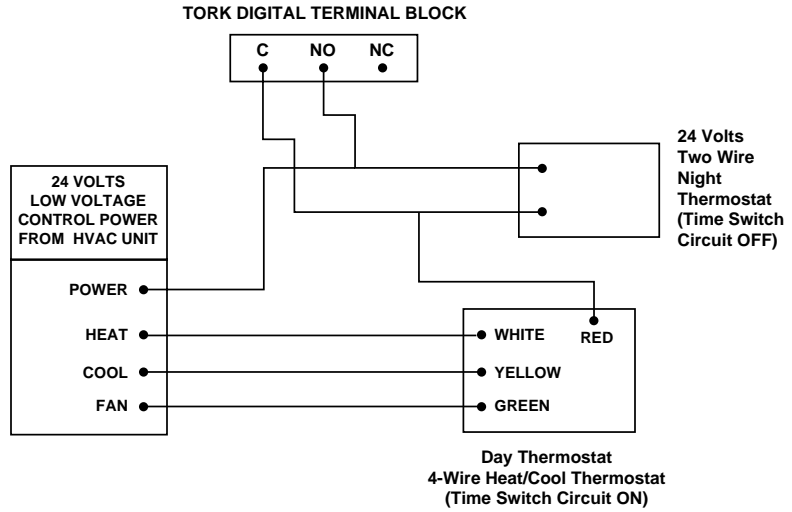 TORK DIGITAL TERMINAL BLOCK
C NO NC
24 Volts
Two Wire
Night
Thermostat
(Time Switch
Circuit OFF)
24 VOLTS
LOW VOLTAGE
CONTROL POWER
FROM HVAC UNIT
POWER
HEAT
COOL
FAN
WHITE
RED
YELLOW
GREEN
Day Thermostat
4-Wire Heat/Cool Thermostat
(Time Switch Circuit ON)